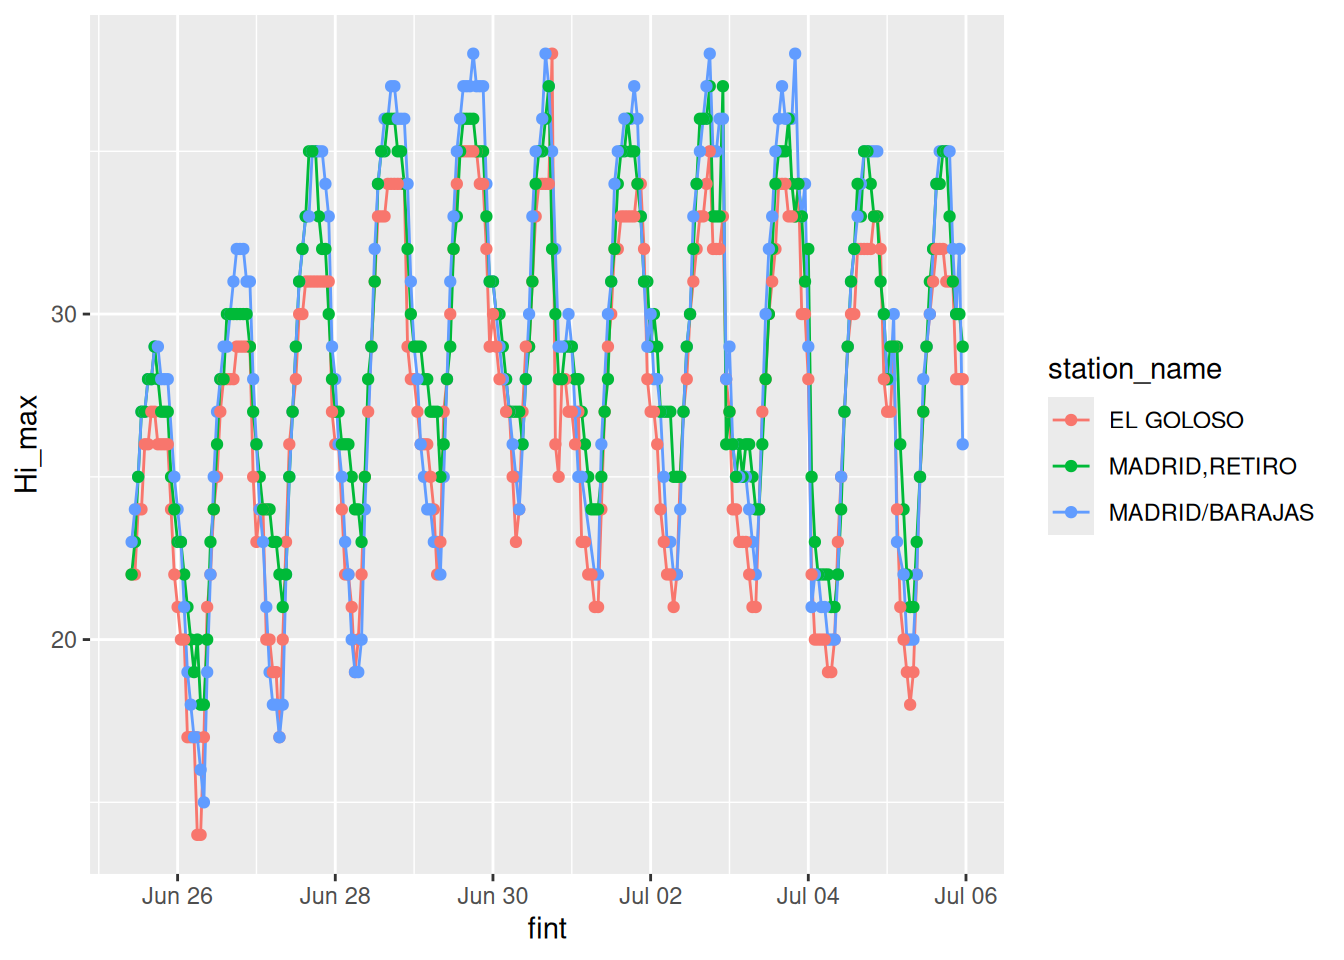 Hi_max
30
20
Jun 26
Jun 28
Jun 30
Jul 02
Jul 04
Jul 06
fint
station_name
EL GOLOSO
MADRID,RETIRO
MADRID/BARAJAS